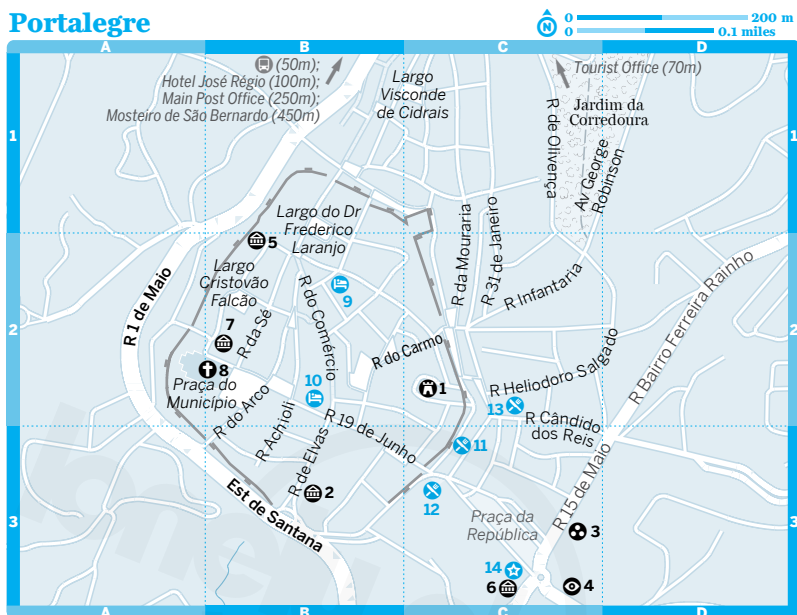 Portalegre
N
0 200 m
0 0.1 miles
A B C D
(50m);
Hotel José Régio (100m);
Main Post Office (250m);
Mosteiro de São Bernardo (450m)
Largo
Visconde
de Cidrais
Tourist Office (70m)
Jardim da
Corredoura
R de Olivença
Av George
Robinson
1
1
Largo do Dr
Frederico
Laranjo
5
R da Mouraria
R 31 de Janeiro
R 1 de Maio
Largo
Cristovão
Falcão
9
R do Comércio
R Infantaria
R Bairro Ferreira Rainho
2
2
7
R da Sé
R do Carmo
8
Praça do
Município
10
1
R Heliodoro Salgado
13
R do Arco
R Achioli
R 19 de Junho
R Cândido
dos Reis
11
R de Elvas
2
12
Est de Santana
R 15 de Maio
Praça da
República
3
3
3
14
6
4
A B C D